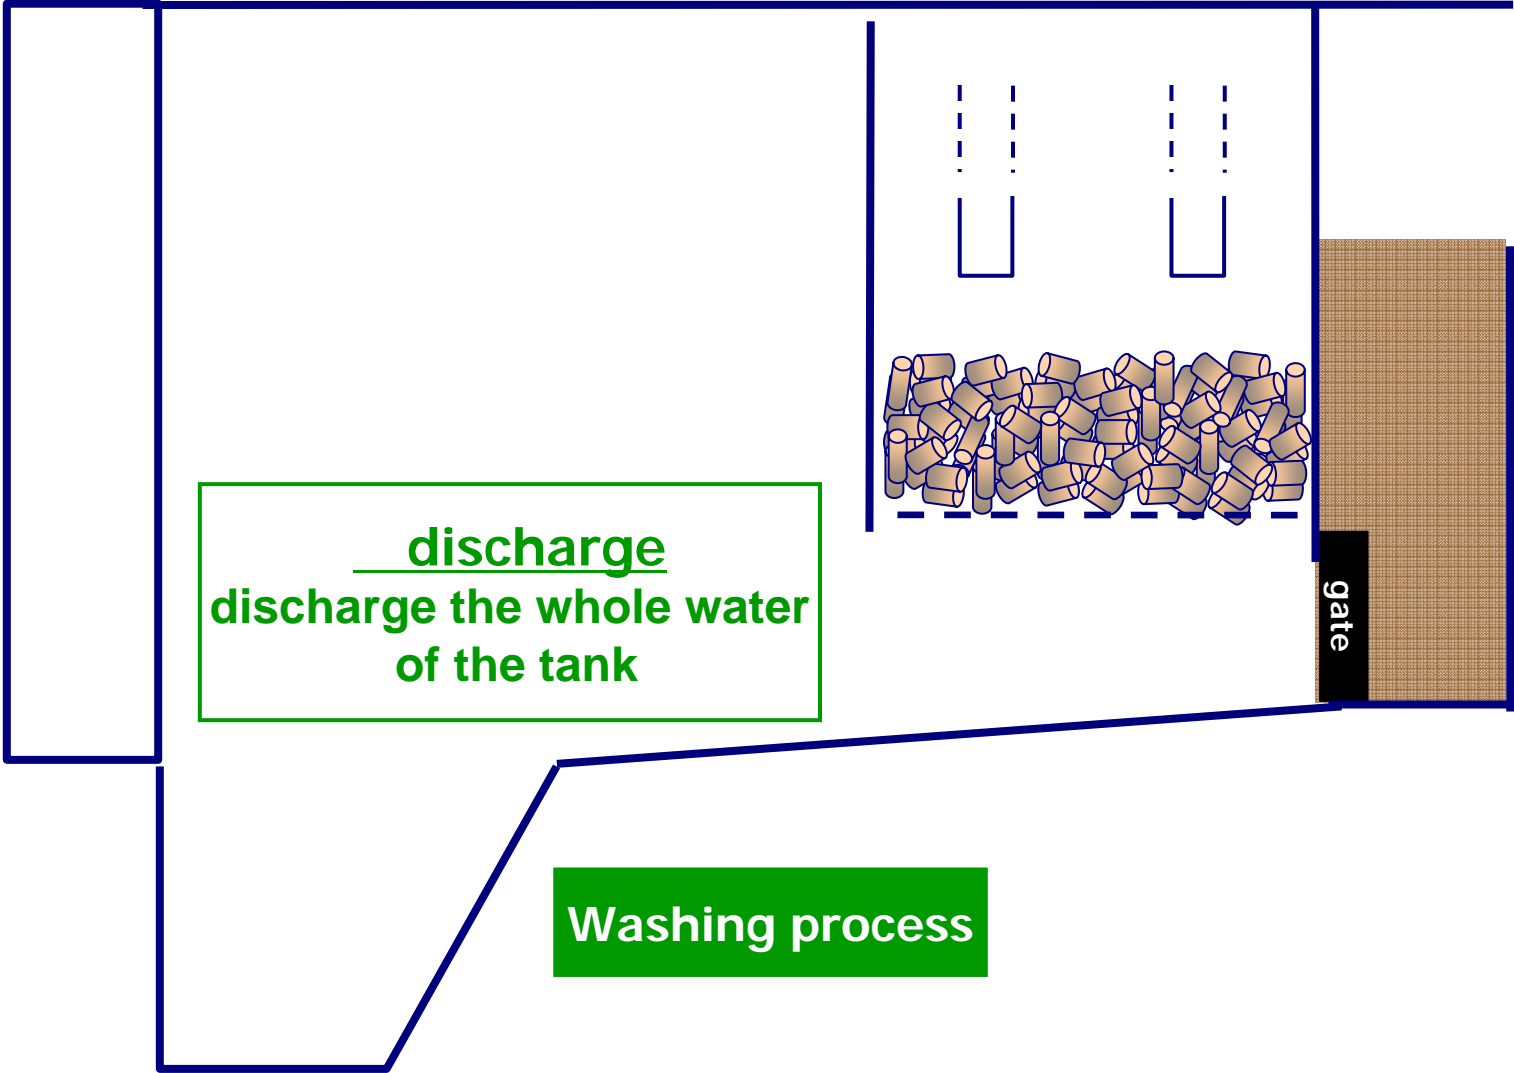 discharge
discharge the whole water
of the tank
gate
Washing process